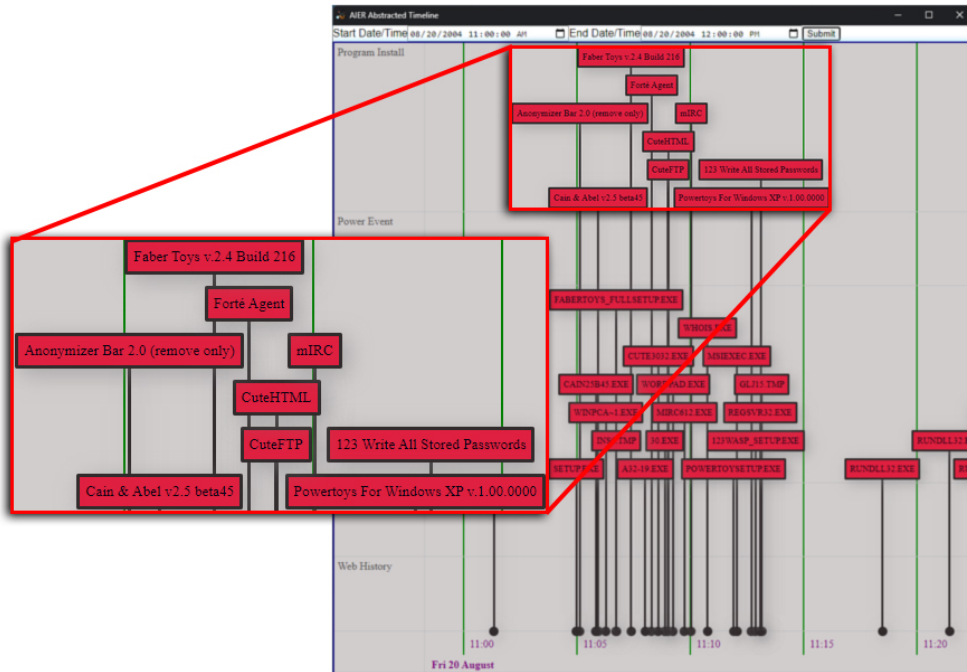 AIER Abstracted Timeline
Start Date/Time 08/20/2004 11:00:00 AM End Date/Time 08/20/2004 12:00:00 PM Submit
Program Install
Faber Toys v.2.4 Build 216
Forté Agent
Anonymizer Bar 2.0 (remove only)
mIRC
CuteHTML
CuteFTP
123 Write All Stored Passwords
Cain & Abel v2.5 beta45
Powertoys For Windows XP v.1.00.0000
Power Event
Faber Toys v.2.4 Build 216
Forté Agent
Anonymizer Bar 2.0 (remove only)
mIRC
CuteHTML
CuteFTP
123 Write All Stored Passwords
Cain & Abel v2.5 beta45
Powertoys For Windows XP v.1.00.0000
FABERTOYS_FULLSETUP.EXE
WHOIS.EXE
CUTE3032.EXE
MSIEXEC.EXE
CAIN25B45.EXE
WORDPAD.EXE
GLJ15.TMP
WINPCA~1.EXE
MIRC612.EXE
REGSVR32.EXE
30.EXE
123WASP_SETUP.EXE
RUNDLL32.E
SETUP.EXE
A32-19.EXE
POWERTOYSETUP.EXE
RUNDLL32.EXE
Web History
11:00
11:05
11:10
11:15
11:20
Fri 20 August